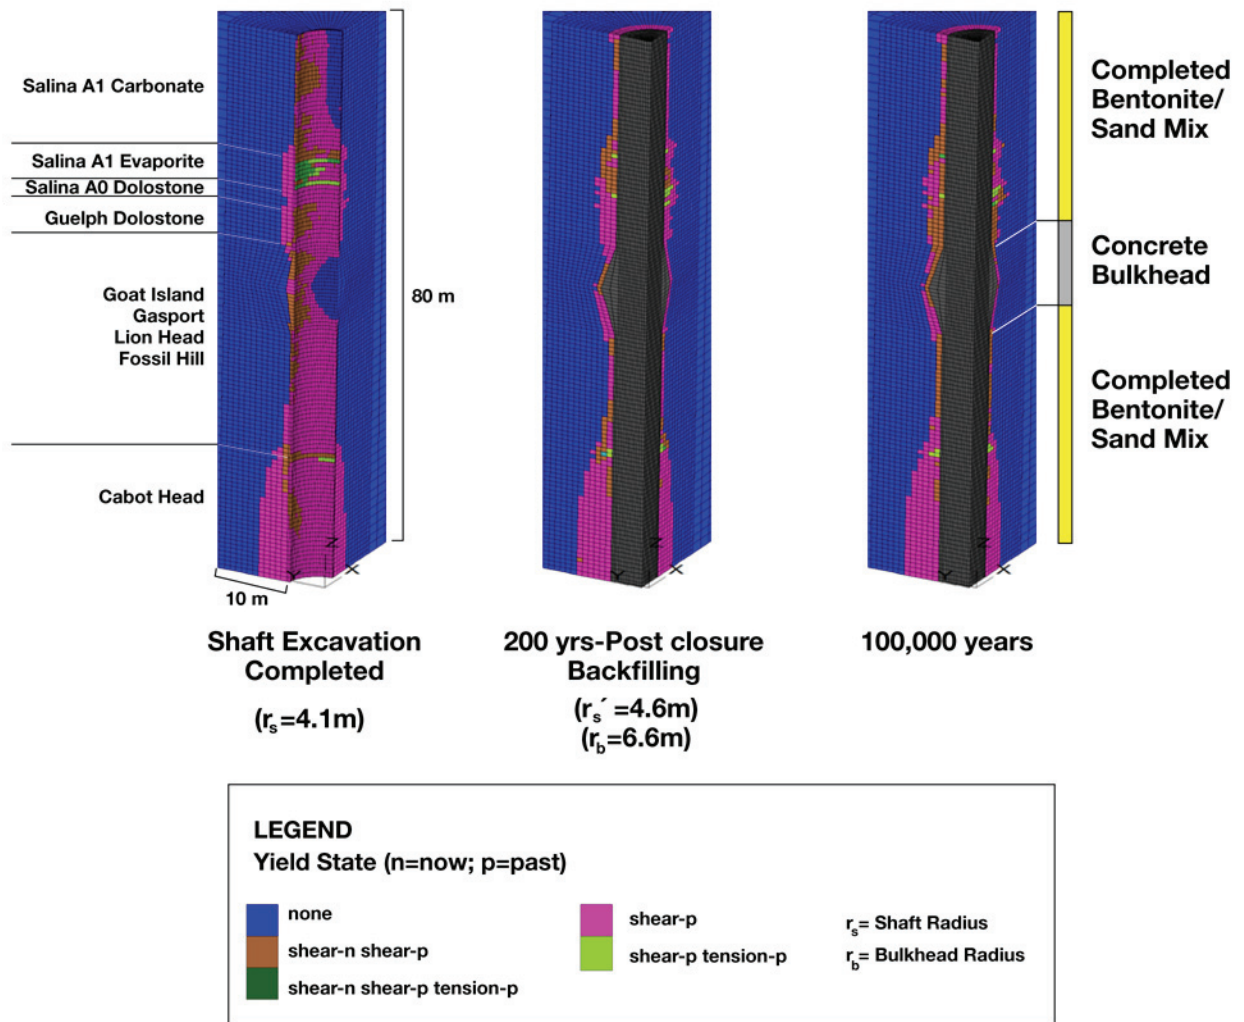 Salina A1 Carbonate
Salina A1 Evaporite
Salina A0 Dolostone
Guelph Dolostone
Goat Island
Gasport
Lion Head
Fossil Hill
Cabot Head
80 m
10 m
Z
Y
X
Z
Y
X
Z
Y
X
Completed
Bentonite/
Sand Mix
Concrete
Bulkhead
Completed
Bentonite/
Sand Mix
Shaft Excavation
Completed
(rs=4.1m)
200 yrs-Post closure
Backfilling
(rs´ =4.6m)
(rb=6.6m)
100,000 years
LEGEND
Yield State (n=now; p=past)
none
shear-n shear-p
shear-n shear-p tension-p
shear-p
shear-p tension-p
rs= Shaft Radius
rb= Bulkhead Radius